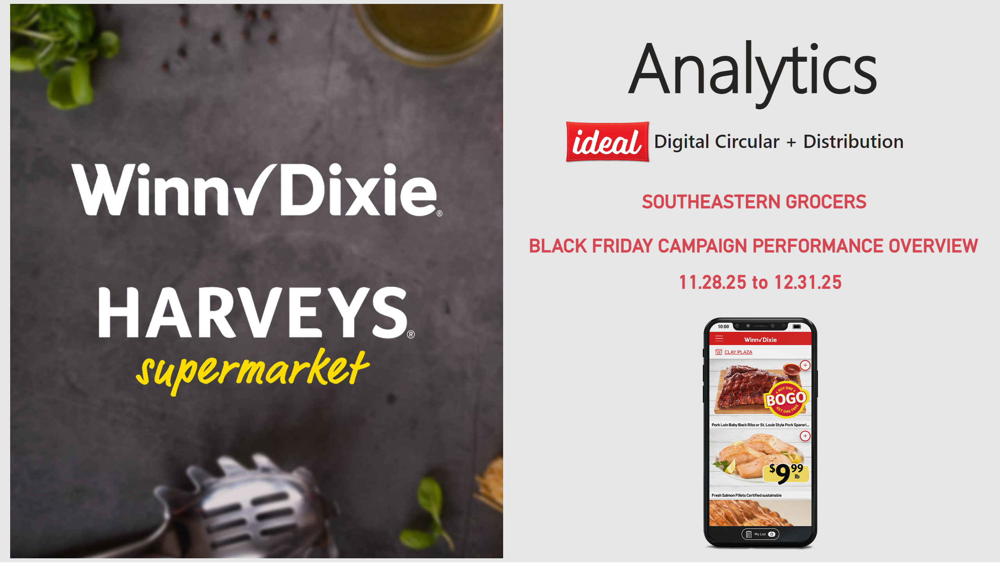 Winn✓Dixie®
HARVEYS®
supermarket
Analytics
ideal Digital Circular + Distribution
SOUTHEASTERN GROCERS
BLACK FRIDAY CAMPAIGN PERFORMANCE OVERVIEW
11.28.25 to 12.31.25
10:00
Winn✓Dixie
CLAY PLAZA
BUY ONE
BOGO
GET ONE FREE
Pork Loin Baby Back Ribs or St. Louis Style Pork Spareri...
$9 99 lb
Fresh Salmon Fillets Certified sustainable
My List 0